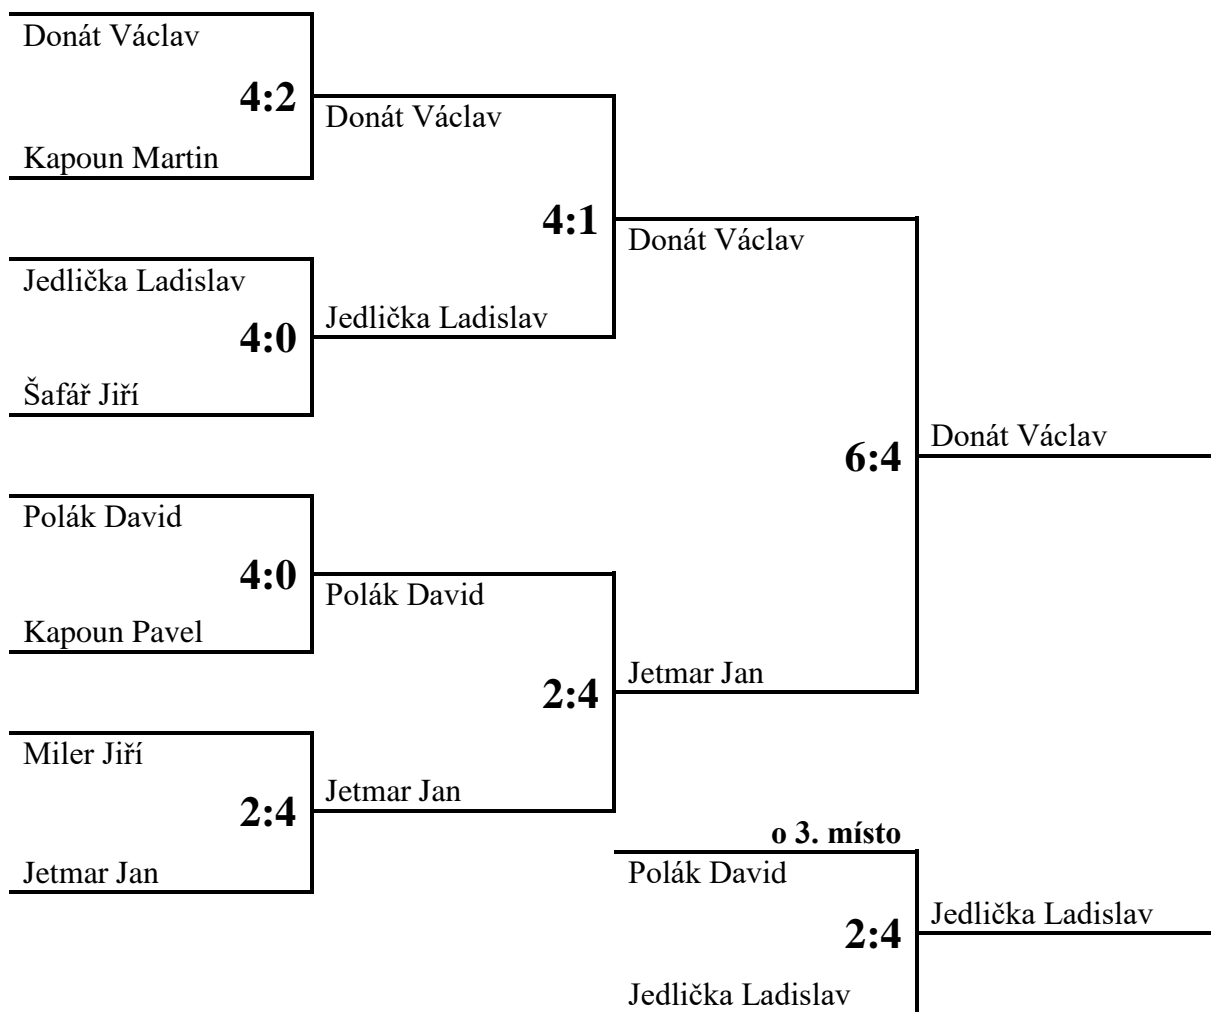 Donát Václav
4:2
Kapoun Martin
Donát Václav
4:1
Donát Václav
Jedlička Ladislav
4:0
Šafář Jiří
Jedlička Ladislav
6:4
Donát Václav
Polák David
4:0
Kapoun Pavel
Polák David
2:4
Jetmar Jan
Miler Jiří
2:4
Jetmar Jan
Jetmar Jan
o 3. místo
Polák David
2:4
Jedlička Ladislav
Jedlička Ladislav